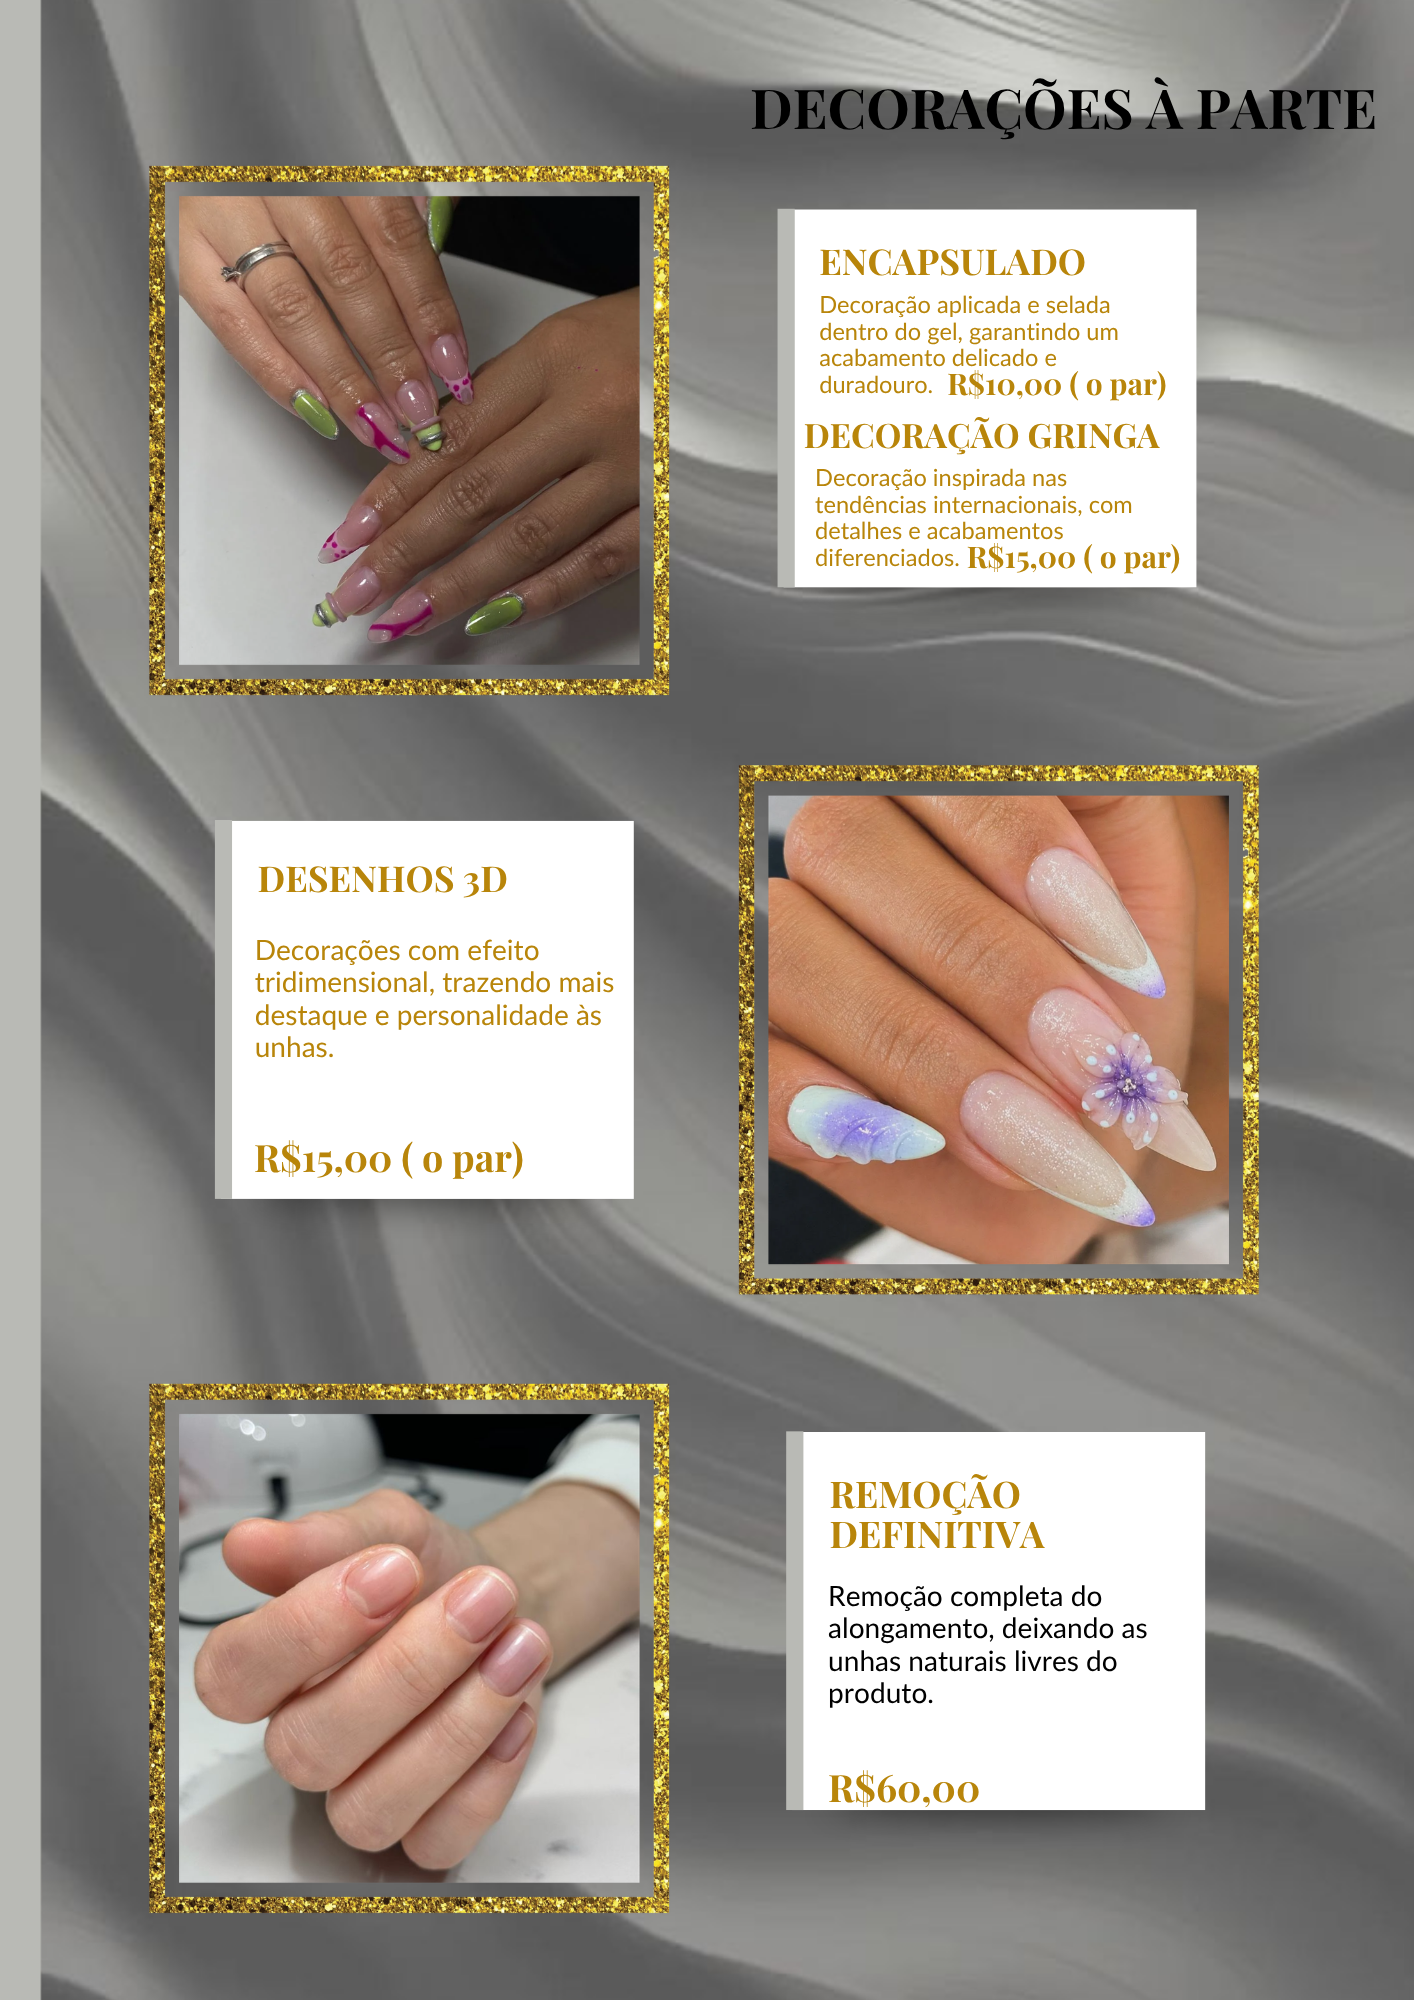 DECORAÇÕES À PARTE
ENCAPSULADO
Decoração aplicada e selada
dentro do gel, garantindo um
acabamento delicado e
duradouro. R$10,00 ( o par)
DECORAÇÃO GRINGA
Decoração inspirada nas
tendências internacionais, com
detalhes e acabamentos
diferenciados. R$15,00 ( o par)
DESENHOS 3D
Decorações com efeito
tridimensional, trazendo mais
destaque e personalidade às
unhas.
R$15,00 ( o par)
REMOÇÃO
DEFINITIVA
Remoção completa do
alongamento, deixando as
unhas naturais livres do
produto.
R$60,00